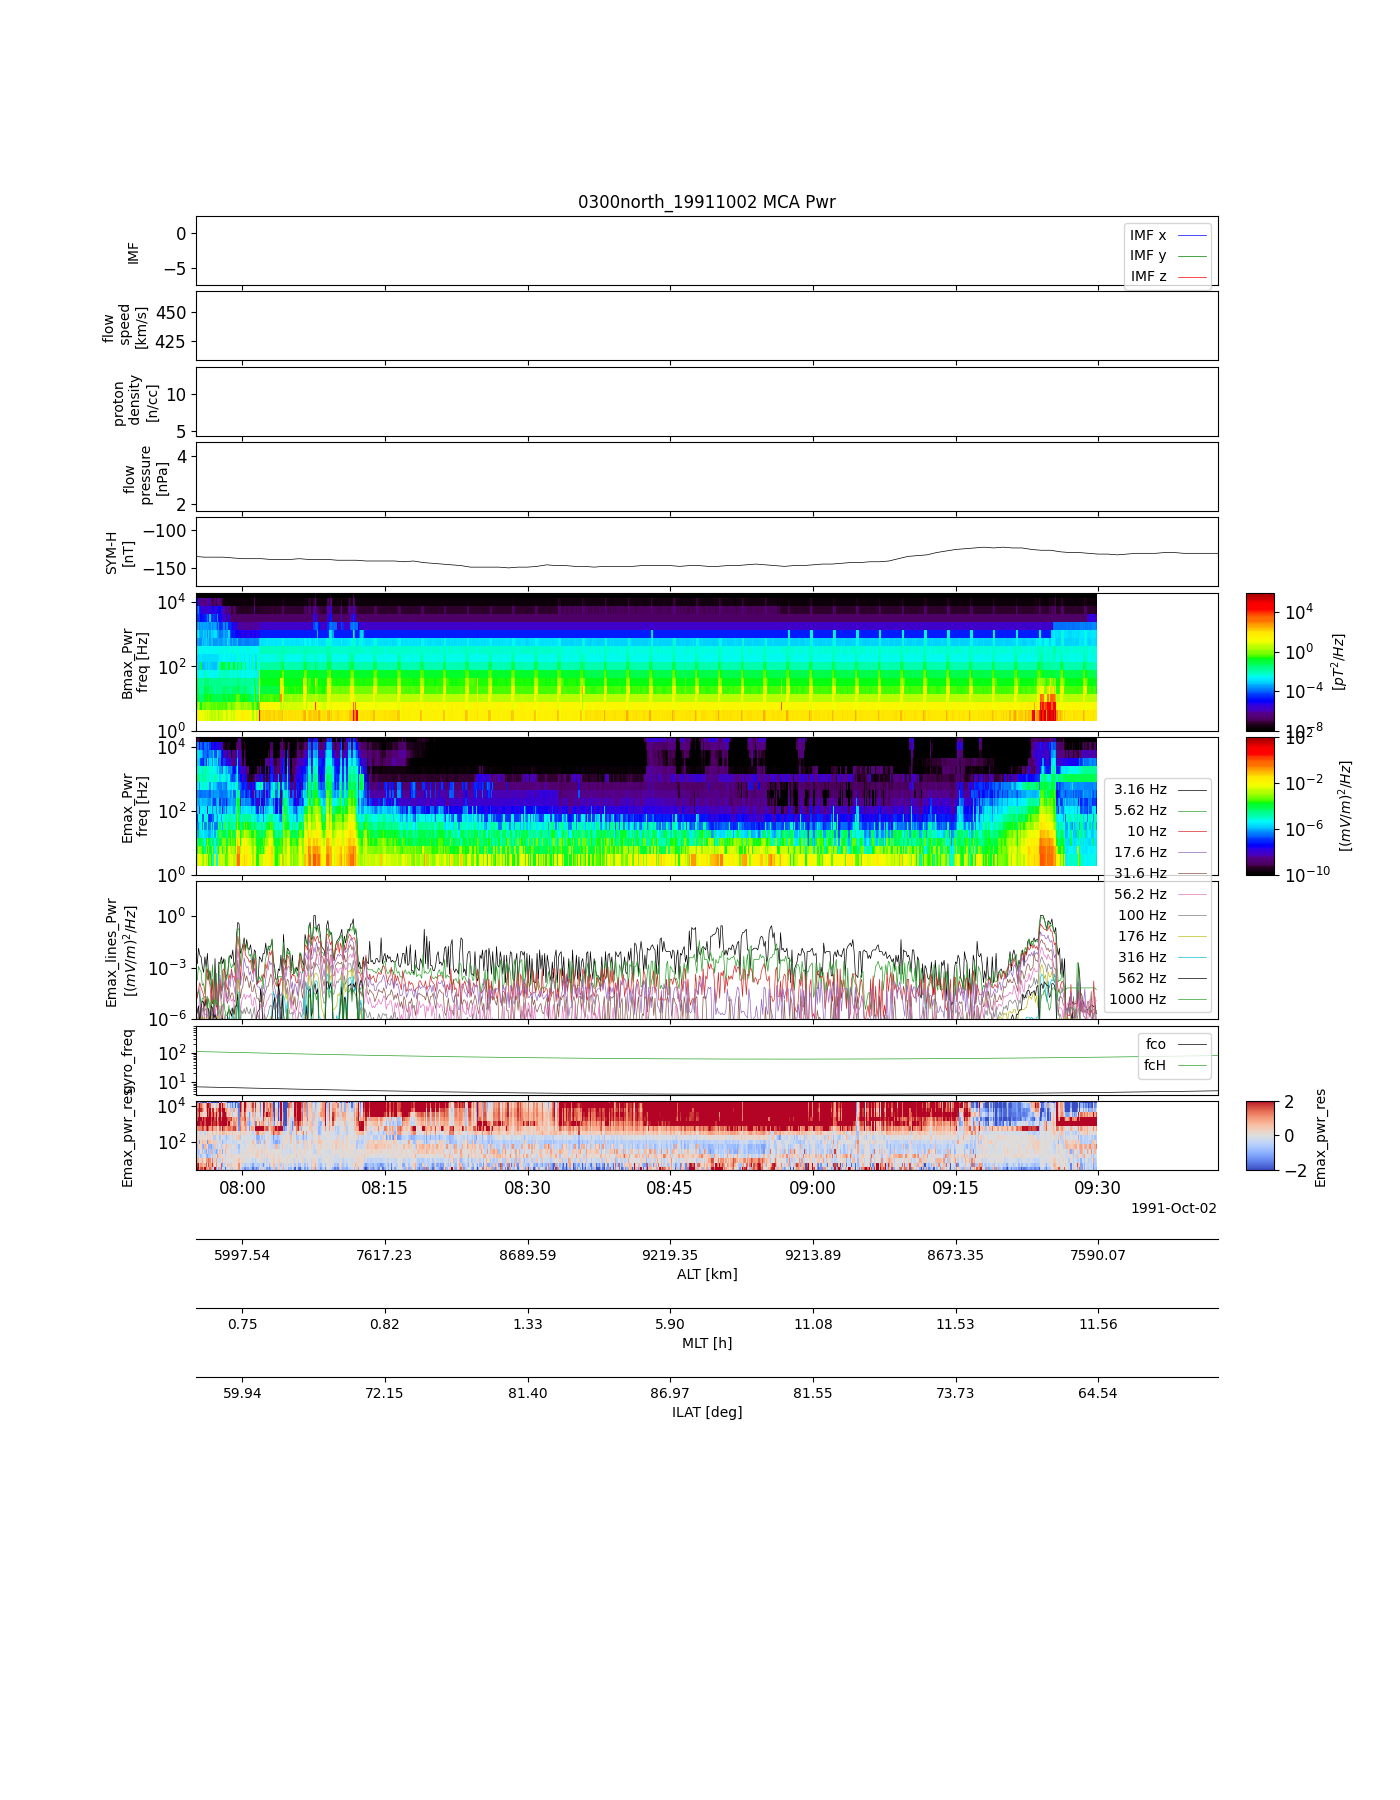 0300north_19911002 MCA Pwr
IMF
0
−5
IMF x
IMF y
IMF z
flow
speed
[km/s]
450
425
proton
density
[n/cc]
10
5
flow
pressure
[nPa]
4
2
SYM-H
[nT]
−100
−150
Bmax_Pwr
freq [Hz]
10^4
10^2
10^0
10^4
10^0
10^−4
10^−8
[pT^2/Hz]
Emax_Pwr
freq [Hz]
10^4
10^2
10^0
10^2
10^−2
10^−6
10^−10
[(mV/m)^2/Hz]
3.16 Hz
5.62 Hz
10 Hz
17.6 Hz
31.6 Hz
56.2 Hz
100 Hz
176 Hz
316 Hz
562 Hz
1000 Hz
Emax_lines_Pwr
[(mV/m)^2/Hz]
10^0
10^−3
10^−6
gyro_freq
10^2
10^1
fco
fcH
Emax_pwr_res
10^4
10^2
2
0
−2
Emax_pwr_res
08:00 08:15 08:30 08:45 09:00 09:15 09:30
1991-Oct-02
5997.54 7617.23 8689.59 9219.35 9213.89 8673.35 7590.07
ALT [km]
0.75 0.82 1.33 5.90 11.08 11.53 11.56
MLT [h]
59.94 72.15 81.40 86.97 81.55 73.73 64.54
ILAT [deg]